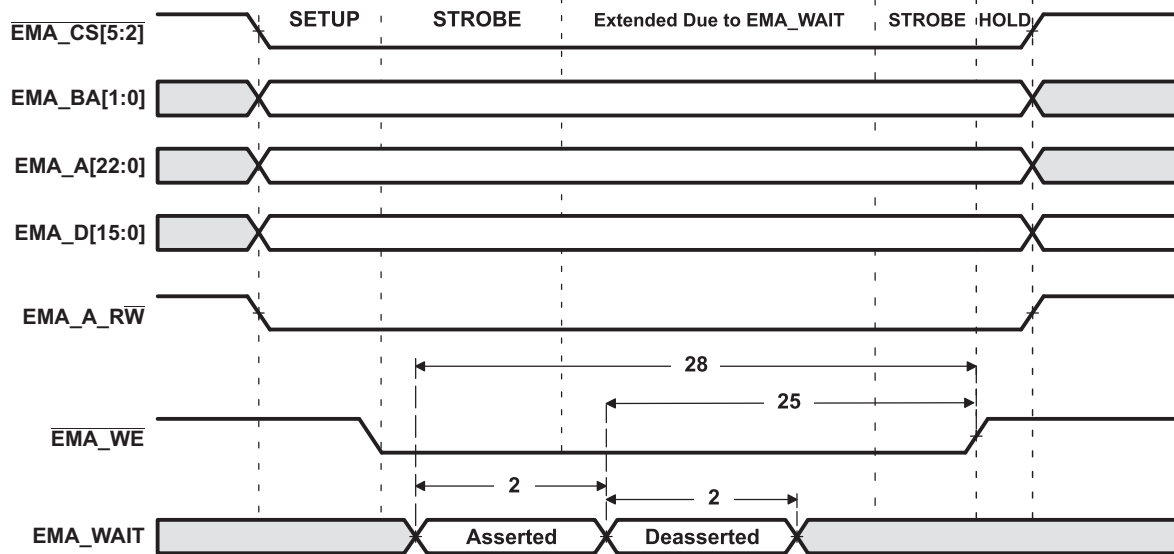 SETUP STROBE Extended Due to EMA_WAIT STROBE HOLD
EMA_CS[5:2]
EMA_BA[1:0]
EMA_A[22:0]
EMA_D[15:0]
EMA_A_RW
28
25
EMA_WE
2
2
EMA_WAIT Asserted Deasserted